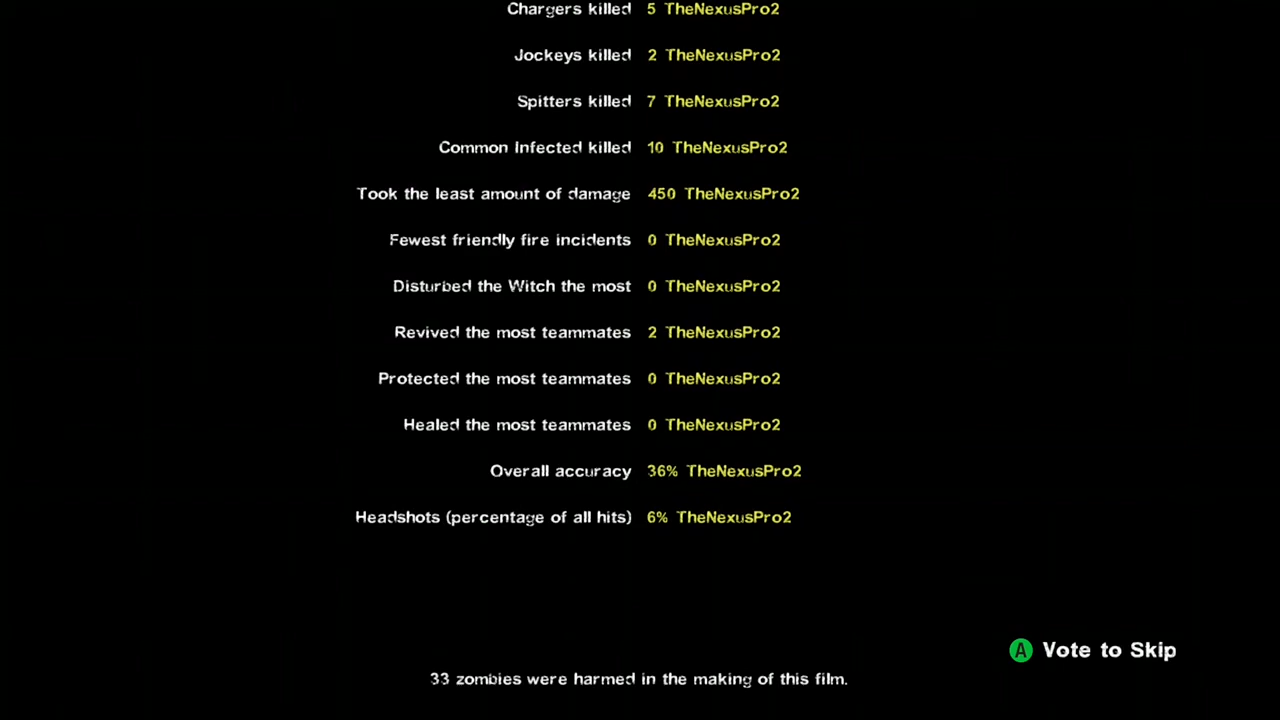 Chargers killed 5 TheNexusPro2
Jockeys killed 2 TheNexusPro2
Spitters killed 7 TheNexusPro2
Common Infected killed 10 TheNexusPro2
Took the least amount of damage 450 TheNexusPro2
Fewest friendly fire incidents 0 TheNexusPro2
Disturbed the Witch the most 0 TheNexusPro2
Revived the most teammates 2 TheNexusPro2
Protected the most teammates 0 TheNexusPro2
Healed the most teammates 0 TheNexusPro2
Overall accuracy 36% TheNexusPro2
Headshots (percentage of all hits) 6% TheNexusPro2
A Vote to Skip
33 zombies were harmed in the making of this film.